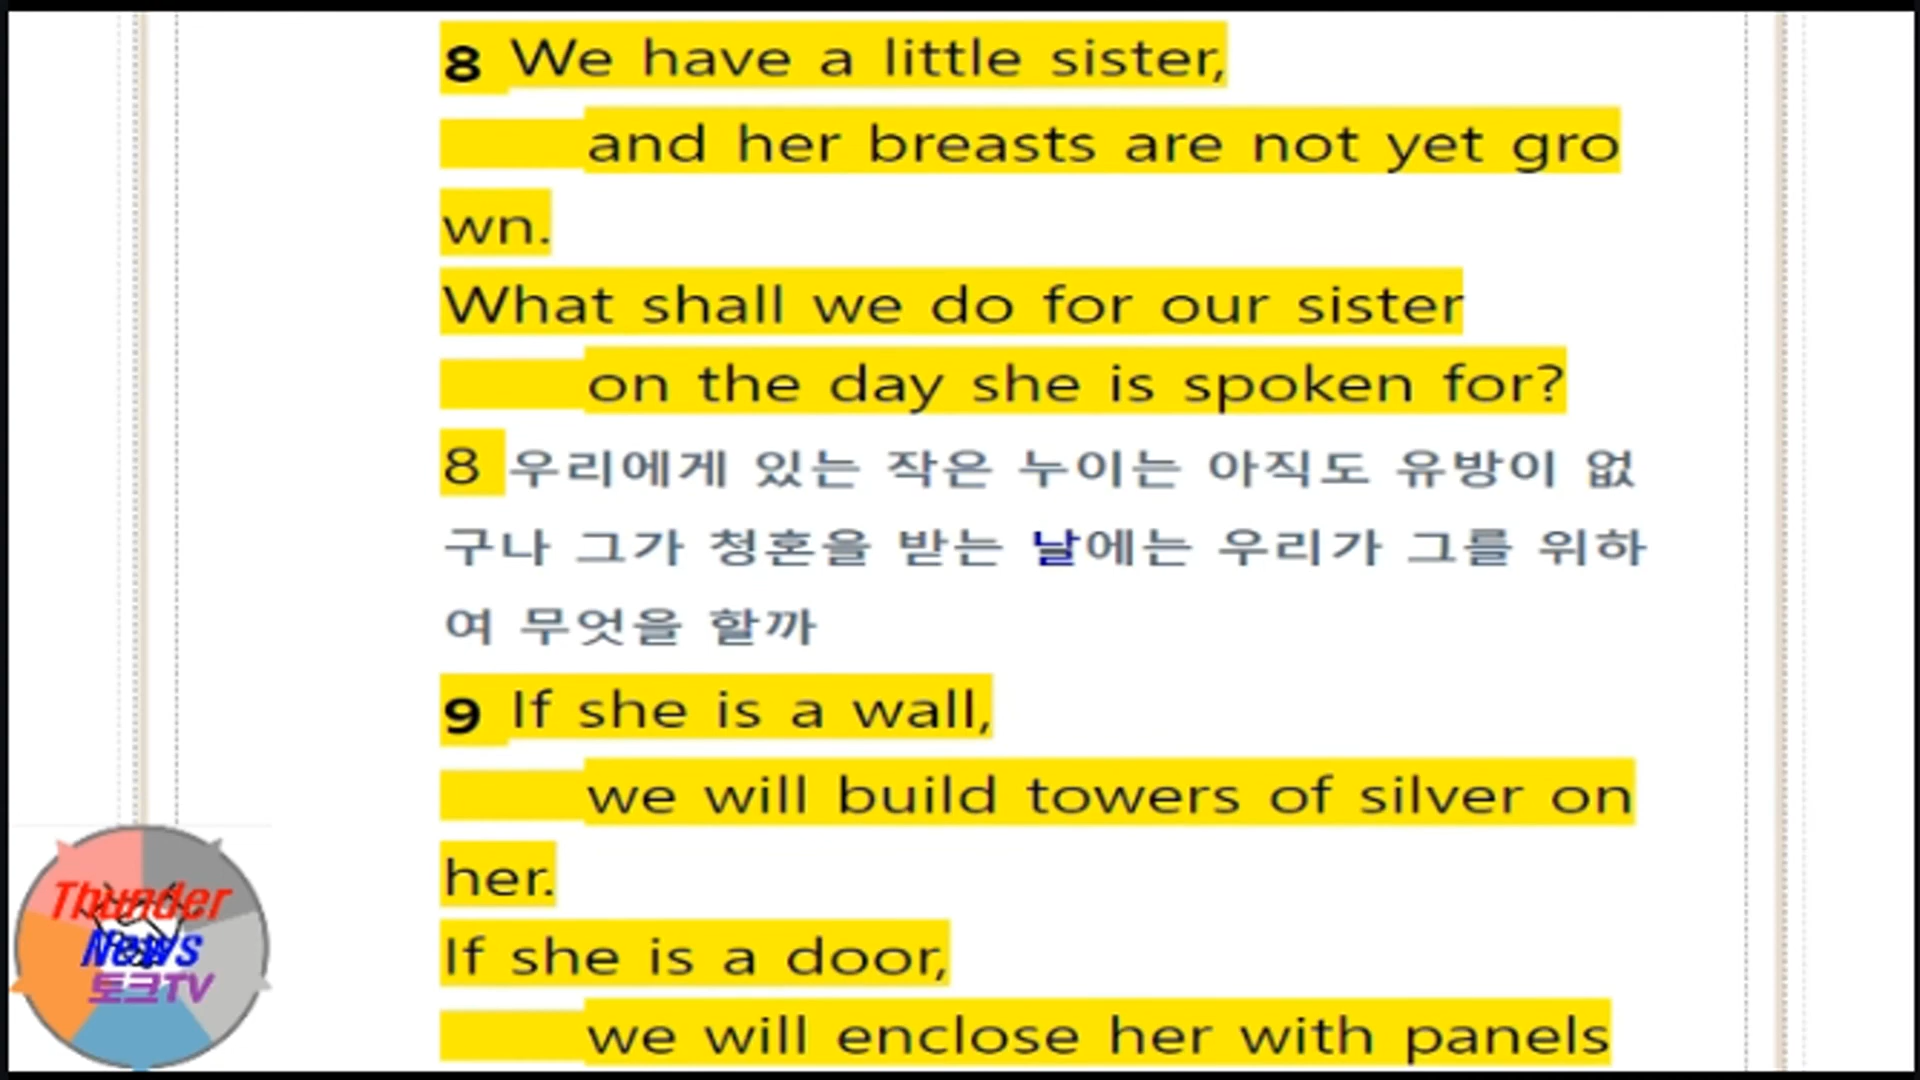 8 We have a little sister,
and her breasts are not yet gro
wn.
What shall we do for our sister
on the day she is spoken for?
8 우리에게 있는 작은 누이는 아직도 유방이 없
구나 그가 청혼을 받는 날에는 우리가 그를 위하
여 무엇을 할까
9 If she is a wall,
we will build towers of silver on
her.
If she is a door,
we will enclose her with panels
Thunder
News
토크TV